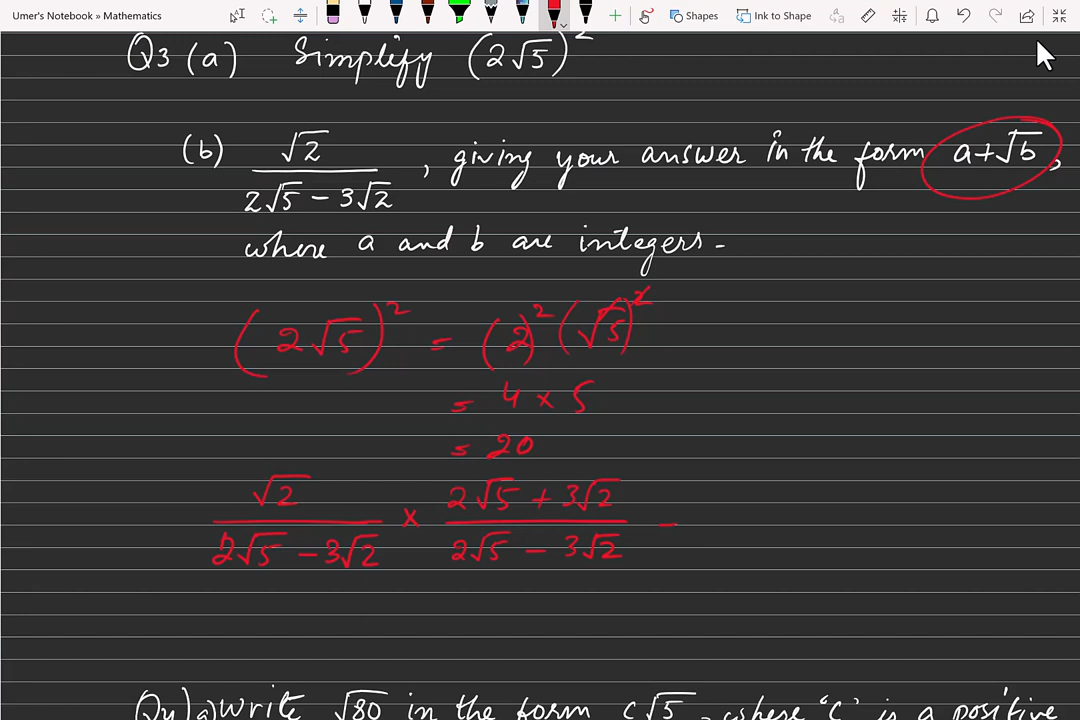 Umer's Notebook » Mathematics
Shapes
Ink to Shape
Q3 (a) Simplify (2√5)²
(b) √2 / (2√5 − 3√2) , giving your answer in the form a+√b,
where a and b are integers-
(2√5)² = (2)² (√5)²
= 4 × 5
= 20
√2 / (2√5 − 3√2) × (2√5 + 3√2) / (2√5 − 3√2) -
Q4) a) Write √80 in the form c√5, where "c" is a positive